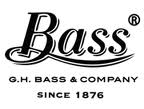 Bass®
G.H. BASS & COMPANY
SINCE 1876